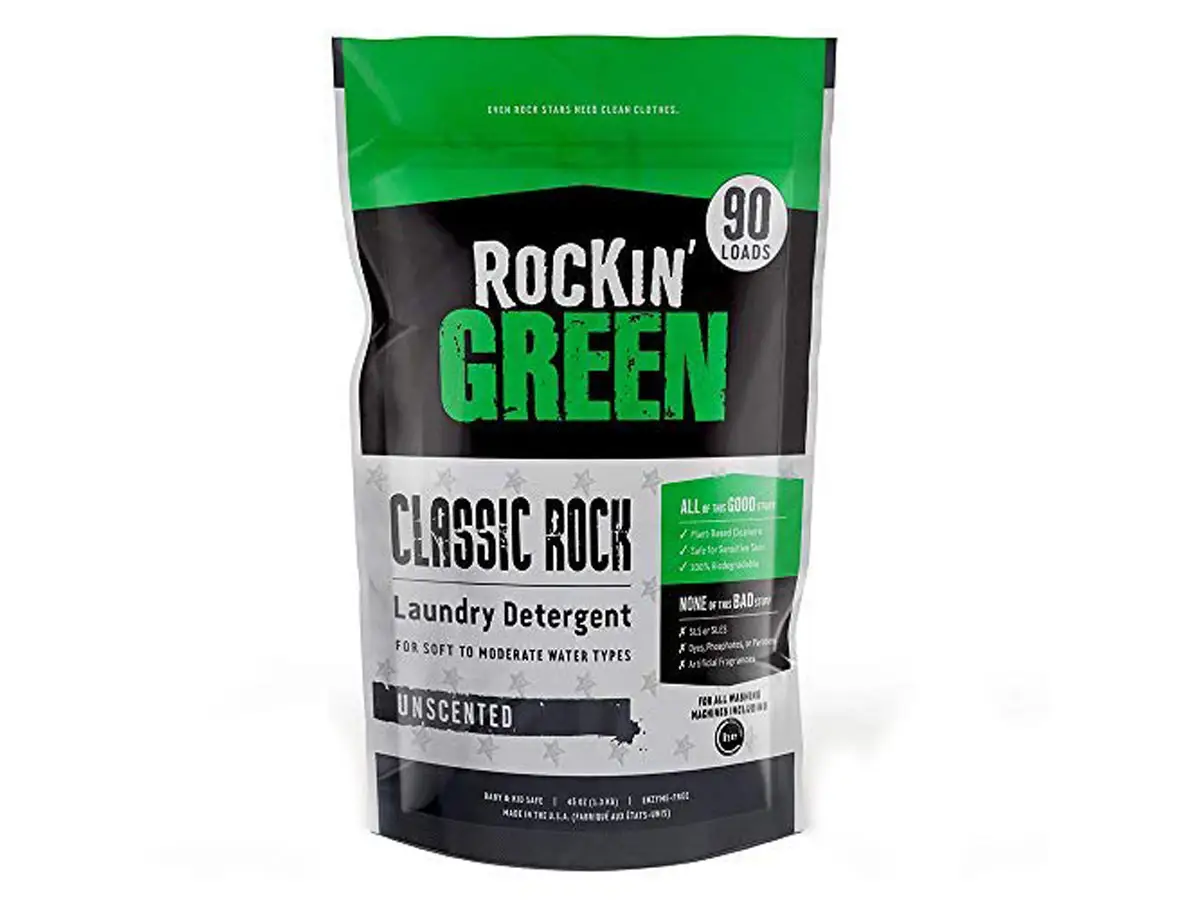 EVEN ROCK STARS NEED CLEAN CLOTHES.
90
LOADS
ROCKIN'
GREEN
CLASSIC ROCK
Laundry Detergent
FOR SOFT TO MODERATE WATER TYPES
UNSCENTED
ALL OF THIS GOOD STUFF
✓ Plant-Based Cleaners
✓ Safe for Sensitive Skin
✓ 100% Biodegradable
NONE OF THIS BAD STUFF
✗ SLS or SLES
✗ Dyes, Phosphates, or Parabens
✗ Artificial Fragrances
FOR ALL WASHING
MACHINES INCLUDING
he
BABY & KID SAFE | 45 OZ (1.3 KG) | ENZYME-FREE
MADE IN THE U.S.A. (FABRIQUÉ AUX ÉTATS-UNIS)